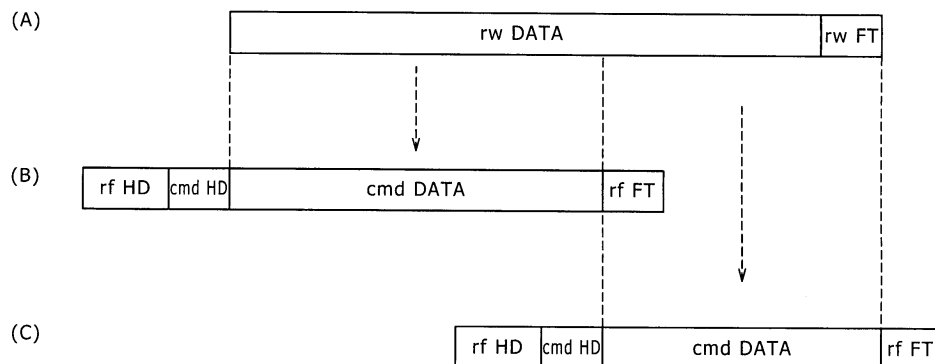 (A)
rw DATA rw FT
(B)
rf HD cmd HD cmd DATA rf FT
(C)
rf HD cmd HD cmd DATA rf FT